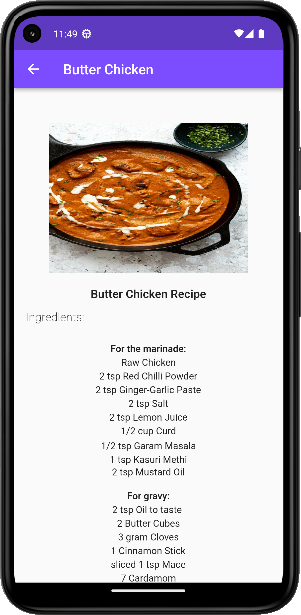 11:49
Butter Chicken
Butter Chicken Recipe
Ingredients:
For the marinade:
Raw Chicken
2 tsp Red Chilli Powder
2 tsp Ginger-Garlic Paste
2 tsp Salt
2 tsp Lemon Juice
1/2 cup Curd
1/2 tsp Garam Masala
1 tsp Kasuri Methi
2 tsp Mustard Oil
For gravy:
2 tsp Oil to taste
2 Butter Cubes
3 gram Cloves
1 Cinnamon Stick
sliced 1 tsp Mace
7 Cardamom